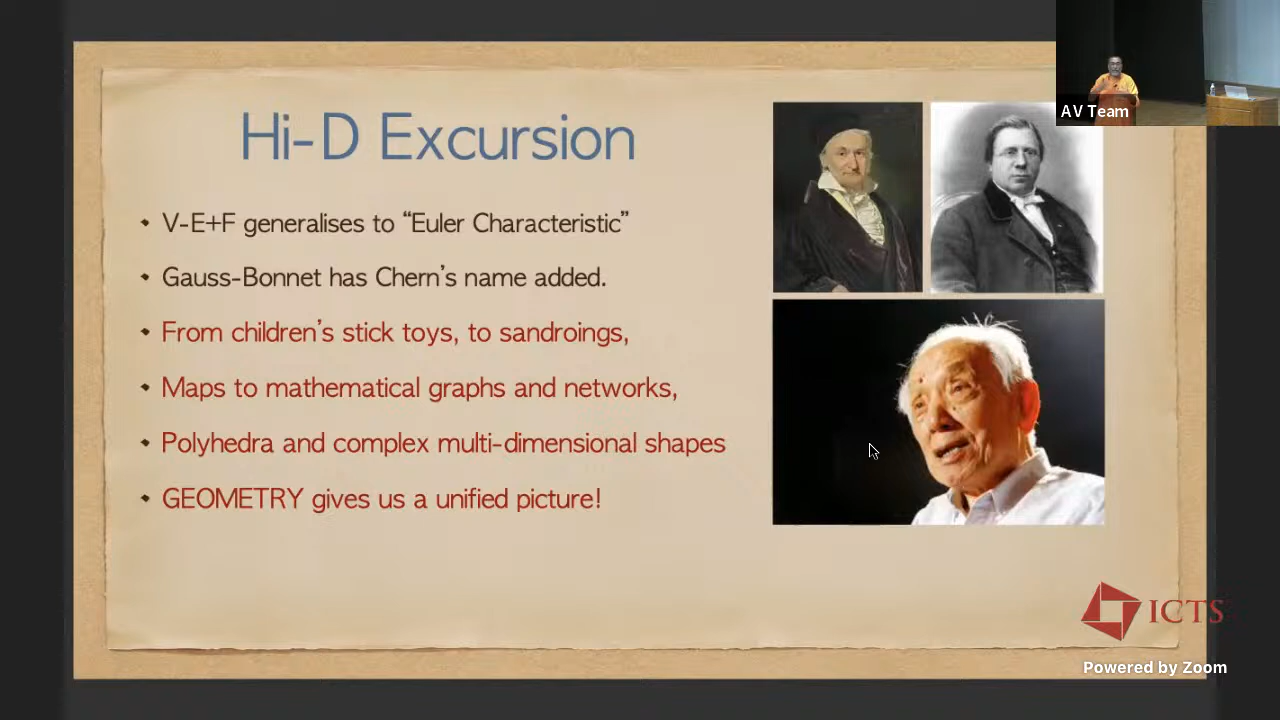 AV Team
Hi-D Excursion
• V-E+F generalises to “Euler Characteristic”
• Gauss-Bonnet has Chern’s name added.
• From children’s stick toys, to sandroings,
• Maps to mathematical graphs and networks,
• Polyhedra and complex multi-dimensional shapes
• GEOMETRY gives us a unified picture!
ICTS
Powered by Zoom